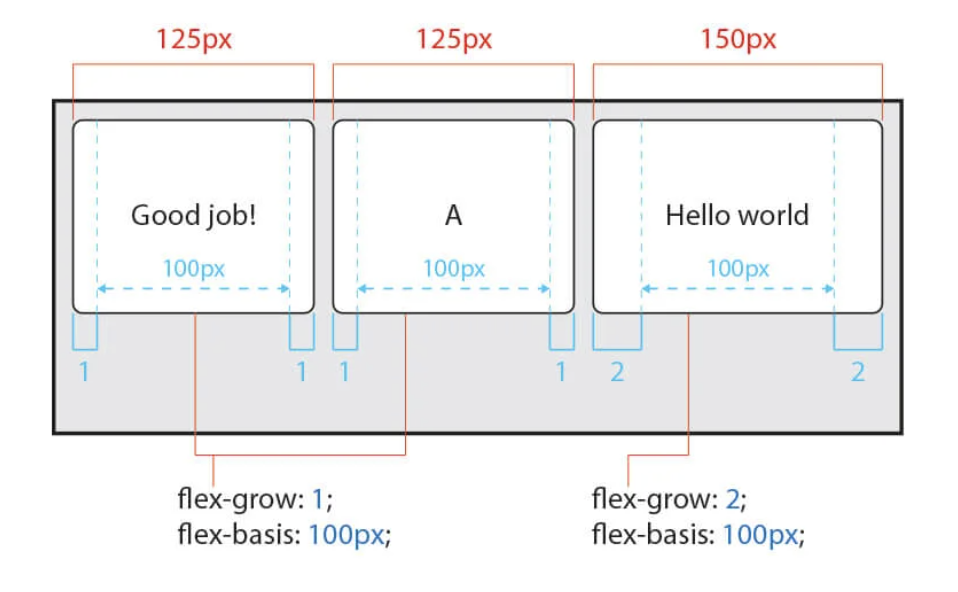 125px
125px
150px
Good job!
A
Hello world
100px
100px
100px
1
1
1
1
2
2
flex-grow: 1;
flex-basis: 100px;
flex-grow: 2;
flex-basis: 100px;